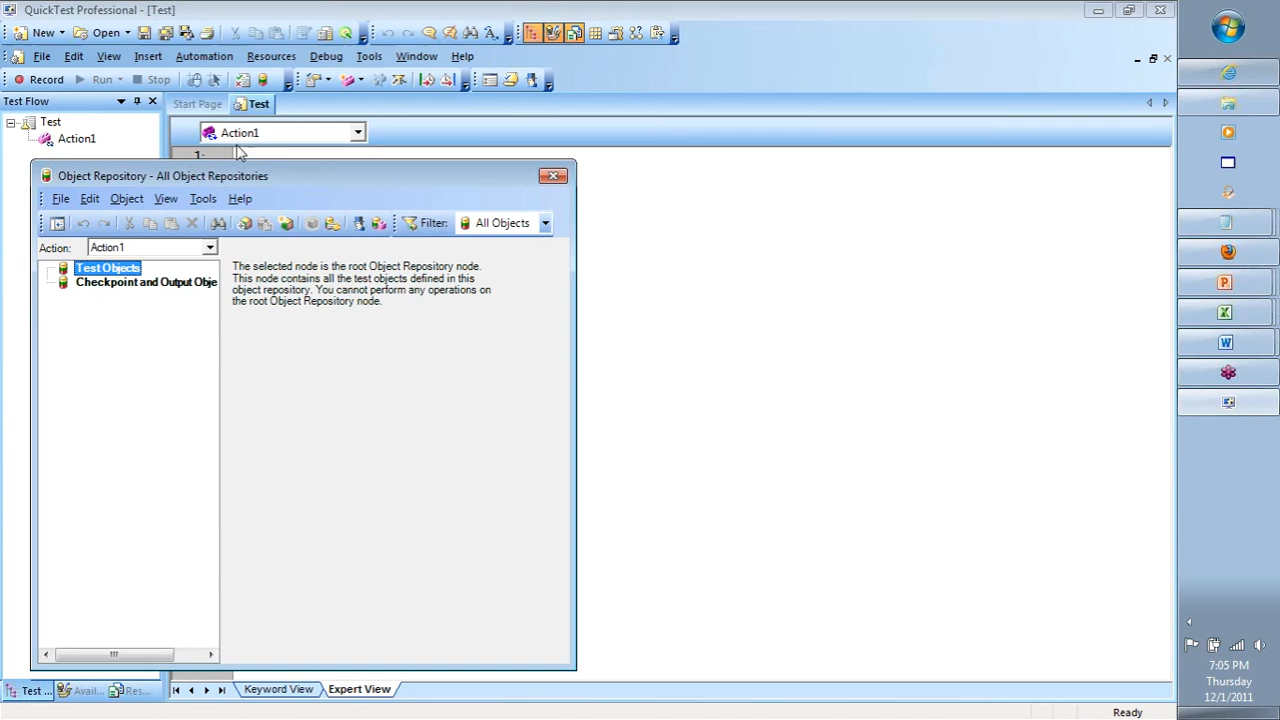 QuickTest Professional - [Test]
New Open
File Edit View Insert Automation Resources Debug Tools Window Help
Record Run Stop
Test Flow
Start Page Test
Test
Action1
Action1
1:
Object Repository - All Object Repositories
File Edit Object View Tools Help
Filter: All Objects
Action: Action1
Test Objects
Checkpoint and Output Obje
The selected node is the root Object Repository node.
This node contains all the test objects defined in this
object repository. You cannot perform any operations on
the root Object Repository node.
Test ... Avail... Res...
Keyword View Expert View
Ready
7:05 PM
Thursday
12/1/2011